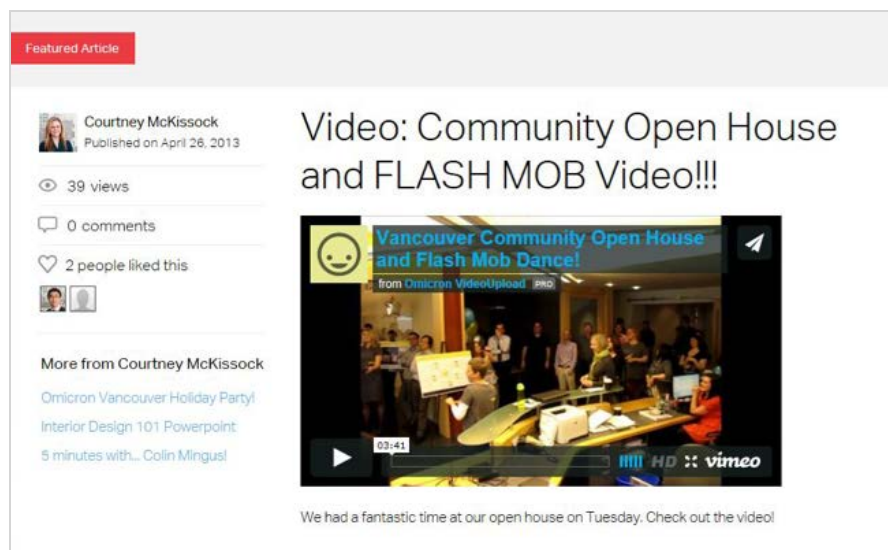 Featured Article
Courtney McKissock
Published on April 26, 2013
39 views
0 comments
2 people liked this
More from Courtney McKissock
Omicron Vancouver Holiday Party!
Interior Design 101 Powerpoint
5 minutes with... Colin Mingus!
Video: Community Open House
and FLASH MOB Video!!!
Vancouver Community Open House
and Flash Mob Dance!
from Omicron VideoUpload PRO
03:41
HD vimeo
We had a fantastic time at our open house on Tuesday. Check out the video!